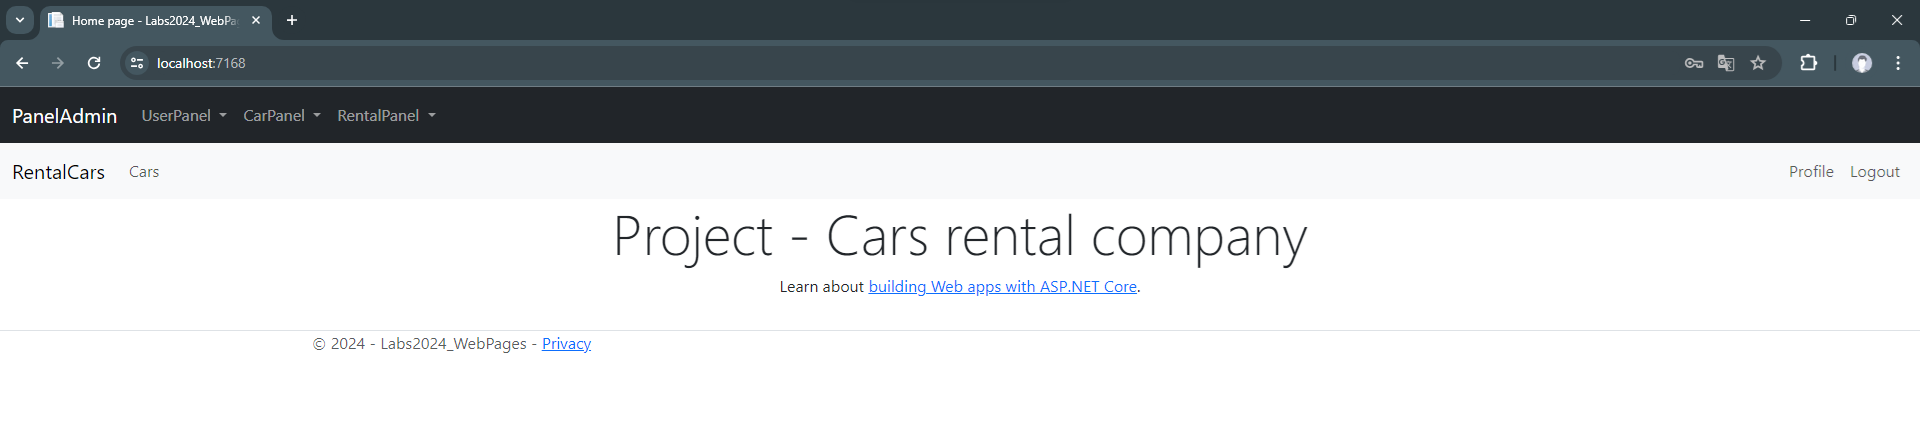 Home page - Labs2024_WebPa
localhost:7168
PanelAdmin UserPanel CarPanel RentalPanel
RentalCars Cars Profile Logout
Project - Cars rental company
Learn about building Web apps with ASP.NET Core.
© 2024 - Labs2024_WebPages - Privacy